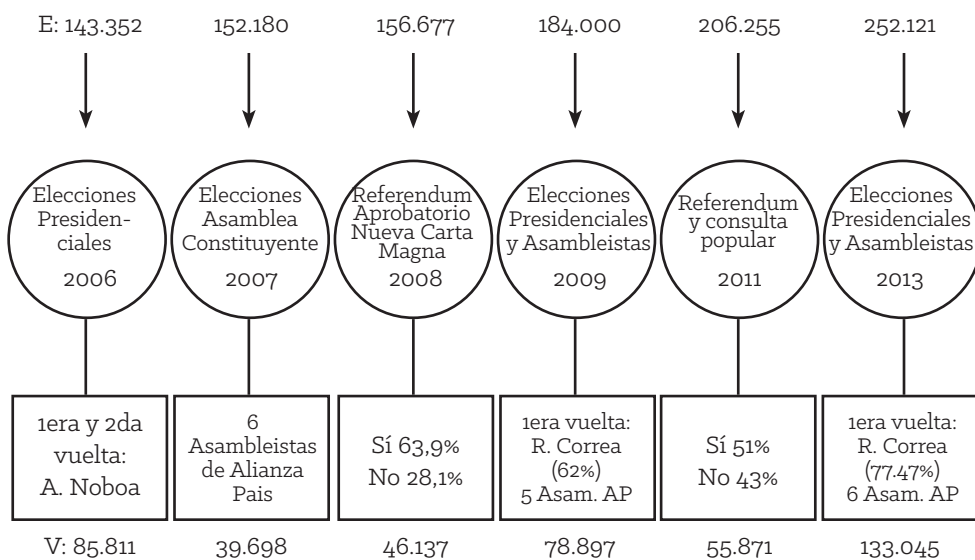 E: 143.352
152.180
156.677
184.000
206.255
252.121
Elecciones
Presiden-
ciales
2006
Elecciones
Asamblea
Constituyente
2007
Referendum
Aprobatorio
Nueva Carta
Magna
2008
Elecciones
Presidenciales
y Asambleistas
2009
Referendum
y consulta
popular
2011
Elecciones
Presidenciales
y Asambleistas
2013
1era y 2da
vuelta:
A. Noboa
6
Asambleistas
de Alianza
Pais
Sí 63,9%
No 28,1%
1era vuelta:
R. Correa
(62%)
5 Asam. AP
Sí 51%
No 43%
1era vuelta:
R. Correa
(77.47%)
6 Asam. AP
V: 85.811
39.698
46.137
78.897
55.871
133.045